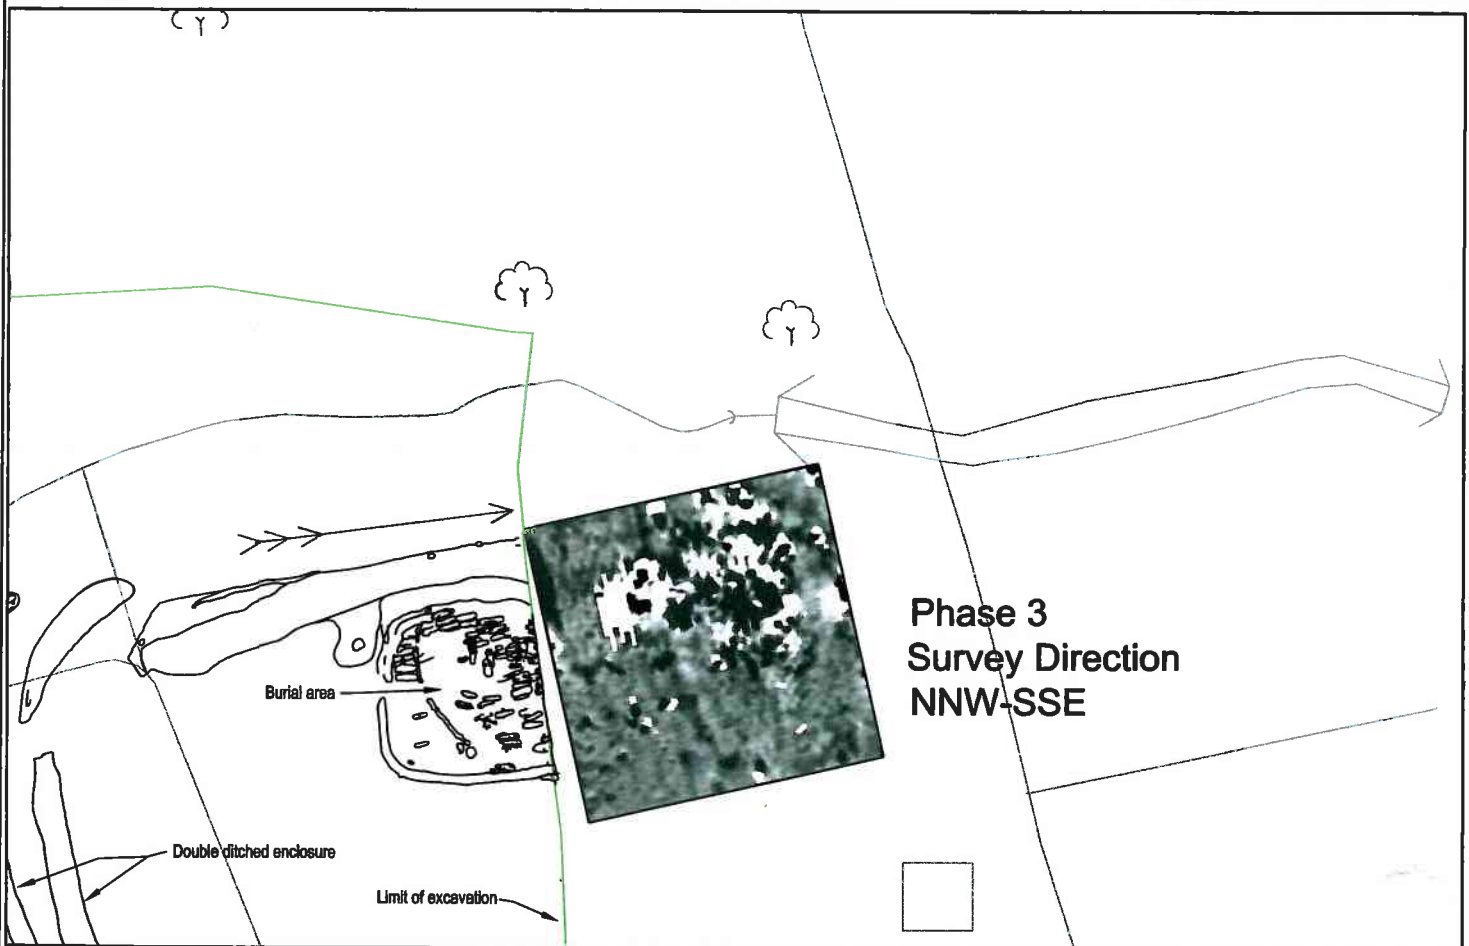 Phase 3
Survey Direction
NNW-SSE
Burial area
Double ditched enclosure
Limit of excavation